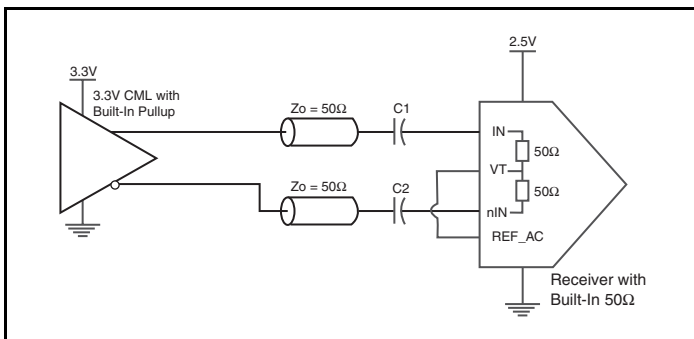 3.3V
3.3V CML with
Built-In Pullup
Zo = 50Ω
C1
2.5V
IN
50Ω
VT
50Ω
Zo = 50Ω
C2
nIN
REF_AC
Receiver with
Built-In 50Ω